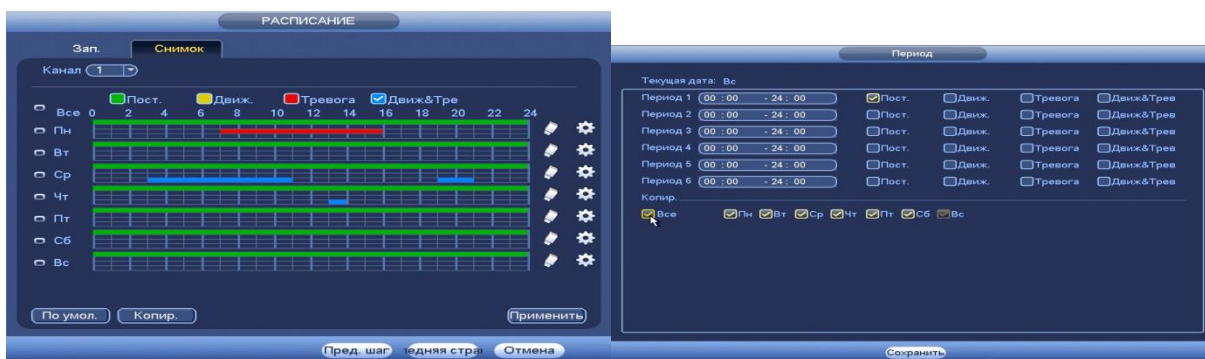 РАСПИСАНИЕ
Зап. Снимок
Канал 1
Пост. Движ. Тревога Движ&Тре
Все 0 2 4 6 8 10 12 14 16 18 20 22 24
Пн
Вт
Ср
Чт
Пт
Сб
Вс
По умол. Копир. Применить
Пред. шаг едняя стра Отмена
Период
Текущая дата: Вс
Период 1 00 : 00 - 24 : 00 Пост. Движ. Тревога Движ&Трев
Период 2 00 : 00 - 24 : 00 Пост. Движ. Тревога Движ&Трев
Период 3 00 : 00 - 24 : 00 Пост. Движ. Тревога Движ&Трев
Период 4 00 : 00 - 24 : 00 Пост. Движ. Тревога Движ&Трев
Период 5 00 : 00 - 24 : 00 Пост. Движ. Тревога Движ&Трев
Период 6 00 : 00 - 24 : 00 Пост. Движ. Тревога Движ&Трев
Копир.
Все Пн Вт Ср Чт Пт Сб Вс
Сохранить